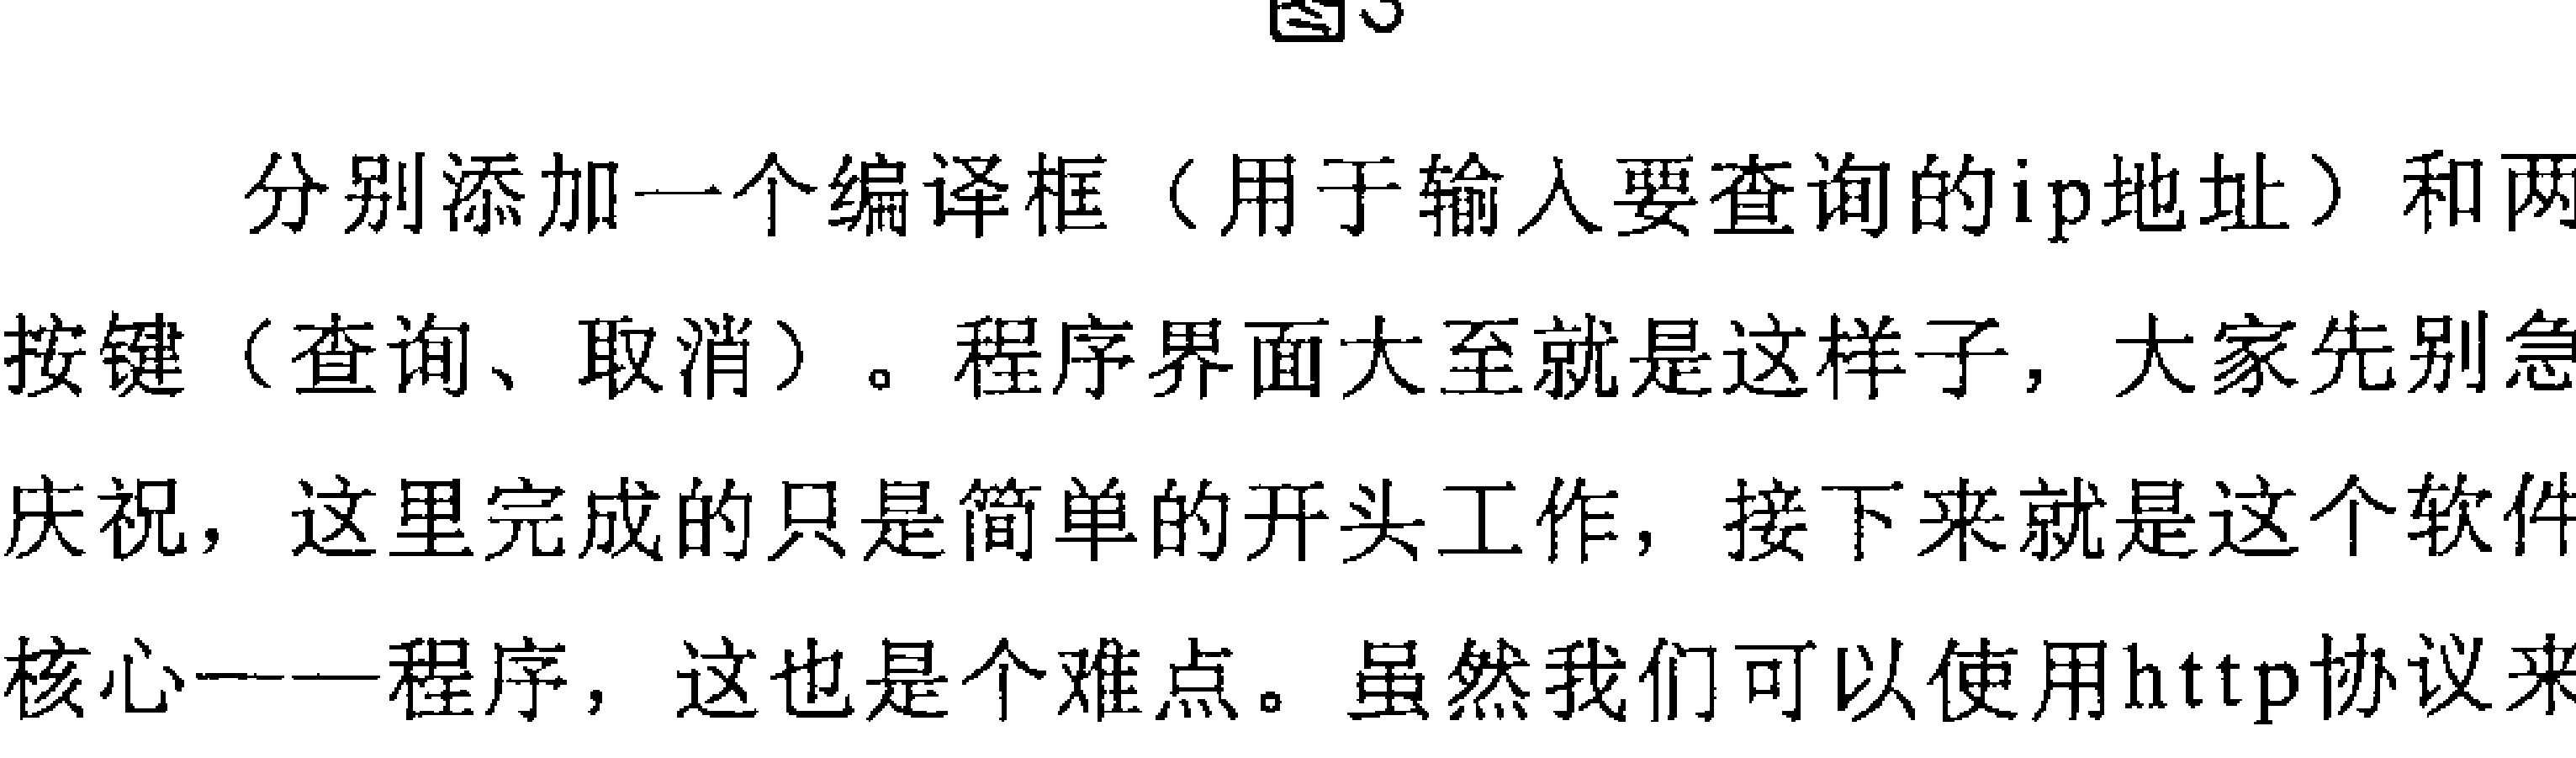 图3
分别添加一个编译框（用于输入要查询的ip地址）和两
按键（查询、取消）。程序界面大至就是这样子，大家先别急
庆祝，这里完成的只是简单的开头工作，接下来就是这个软件
核心——程序，这也是个难点。虽然我们可以使用http协议来